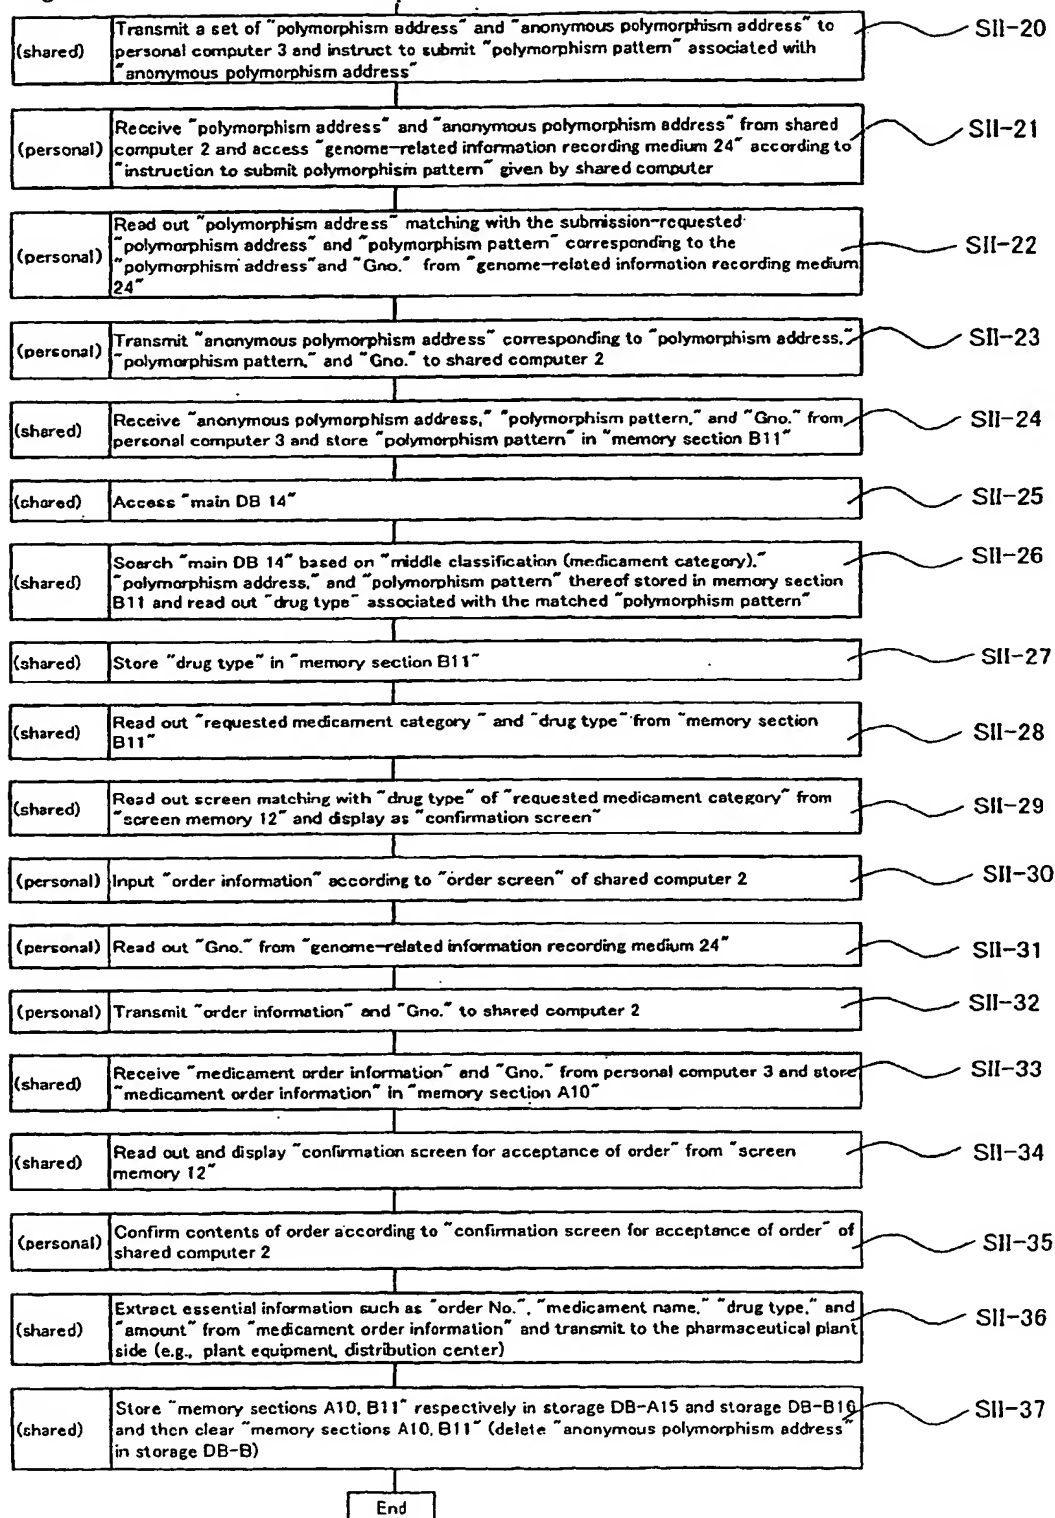 (shared)
Transmit a set of "polymorphism address" and "anonymous polymorphism address" to
personal computer 3 and instruct to submit "polymorphism pattern" associated with
"anonymous polymorphism address"
SII-20
(personal)
Receive "polymorphism address" and "anonymous polymorphism address" from shared
computer 2 and access "genome-related information recording medium 24" according to
"instruction to submit polymorphism pattern" given by shared computer
SII-21
(personal)
Read out "polymorphism address" matching with the submission-requested
"polymorphism address" and "polymorphism pattern" corresponding to the
"polymorphism address"and "Gno." from "genome-related information recording medium
24"
SII-22
(personal)
Transmit "anonymous polymorphism address" corresponding to "polymorphism address,"
"polymorphism pattern," and "Gno." to shared computer 2
SII-23
(shared)
Receive "anonymous polymorphism address," "polymorphism pattern," and "Gno." from
personal computer 3 and store "polymorphism pattern" in "memory section B11"
SII-24
(shared)
Access "main DB 14"
SII-25
(shared)
Search "main DB 14" based on "middle classification (medicament category),"
"polymorphism address," and "polymorphism pattern" thereof stored in memory section
B11 and read out "drug type" associated with the matched "polymorphism pattern"
SII-26
(shared)
Store "drug type" in "memory section B11"
SII-27
(shared)
Read out "requested medicament category " and "drug type" from "memory section
B11"
SII-28
(shared)
Read out screen matching with "drug type" of "requested medicament category" from
"screen memory 12" and display as "confirmation screen"
SII-29
(personal)
Input "order information" according to "order screen" of shared computer 2
SII-30
(personal)
Read out "Gno." from "genome-related information recording medium 24"
SII-31
(personal)
Transmit "order information" and "Gno." to shared computer 2
SII-32
(shared)
Receive "medicament order information" and "Gno." from personal computer 3 and store
"medicament order information" in "memory section A10"
SII-33
(shared)
Read out and display "confirmation screen for acceptance of order" from "screen
memory 12"
SII-34
(personal)
Confirm contents of order according to "confirmation screen for acceptance of order" of
shared computer 2
SII-35
(shared)
Extract essential information such as "order No.", "medicament name," "drug type," and
"amount" from "medicament order information" and transmit to the pharmaceutical plant
side (e.g., plant equipment, distribution center)
SII-36
(shared)
Store "memory sections A10, B11" respectively in storage DB-A15 and storage DB-B16
and then clear "memory sections A10, B11" (delete "anonymous polymorphism address"
in storage DB-B)
SII-37
End